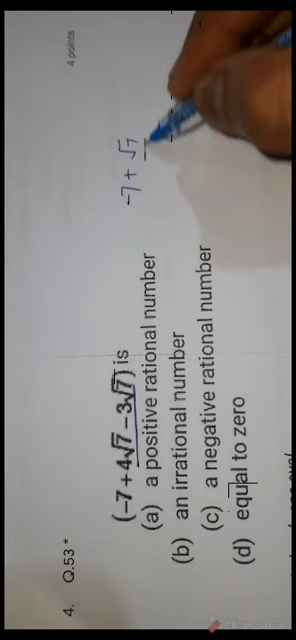 4. Q.53 *
4 points
(-7 + 4√7 - 3√7) is
-7 + √7
(a) a positive rational number
(b) an irrational number
(c) a negative rational number
(d) equal to zero